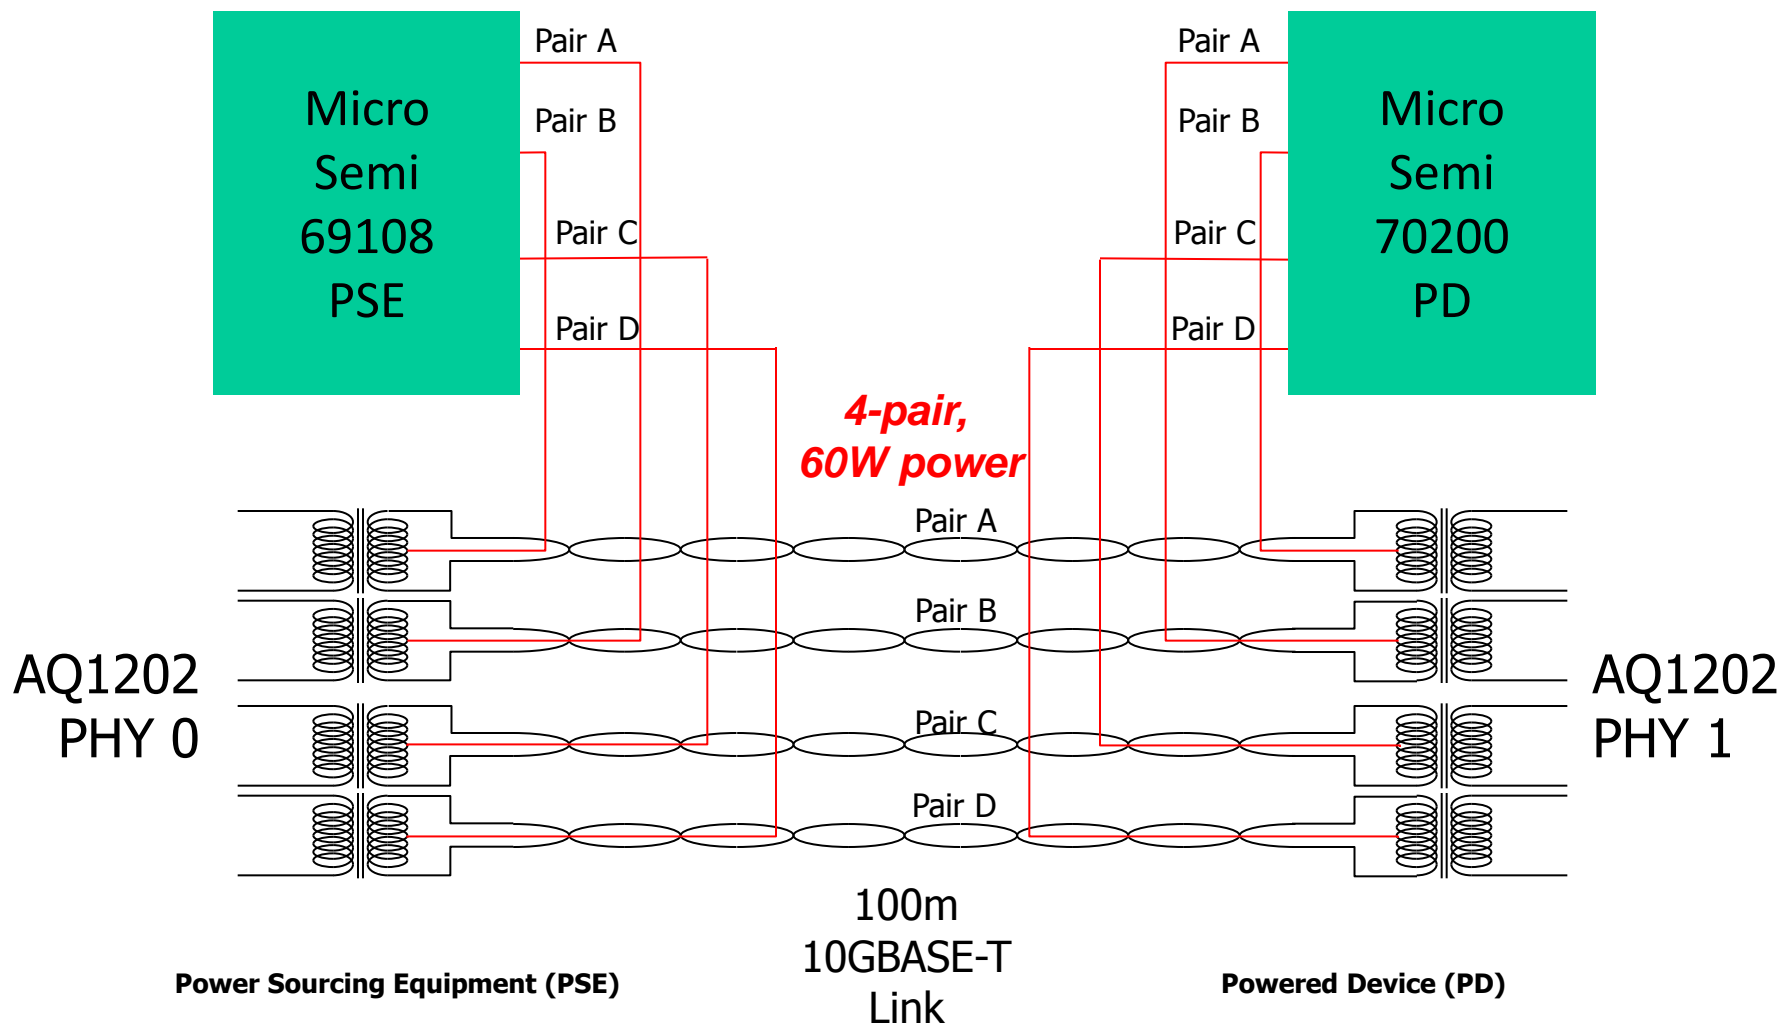 Micro
Semi
69108
PSE
Pair A
Pair B
Pair C
Pair D
Pair A
Pair B
Pair C
Pair D
Micro
Semi
70200
PD
4-pair,
60W power
Pair A
Pair B
Pair C
Pair D
AQ1202
PHY 0
AQ1202
PHY 1
100m
10GBASE-T
Link
Power Sourcing Equipment (PSE)
Powered Device (PD)